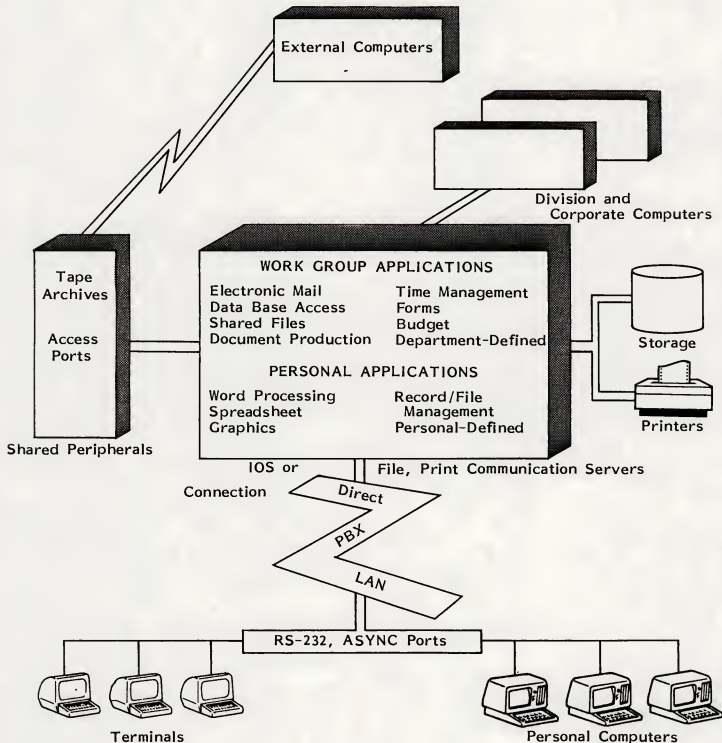 External Computers
Division and
Corporate Computers
Tape
Archives
Access
Ports
Shared Peripherals
WORK GROUP APPLICATIONS
Electronic Mail
Data Base Access
Shared Files
Document Production
Time Management
Forms
Budget
Department-Defined
PERSONAL APPLICATIONS
Word Processing
Spreadsheet
Graphics
Record/File
Management
Personal-Defined
Storage
Printers
IOS or
File, Print Communication Servers
Connection
Direct
PBX
LAN
RS-232, ASYNC Ports
Terminals
Personal Computers